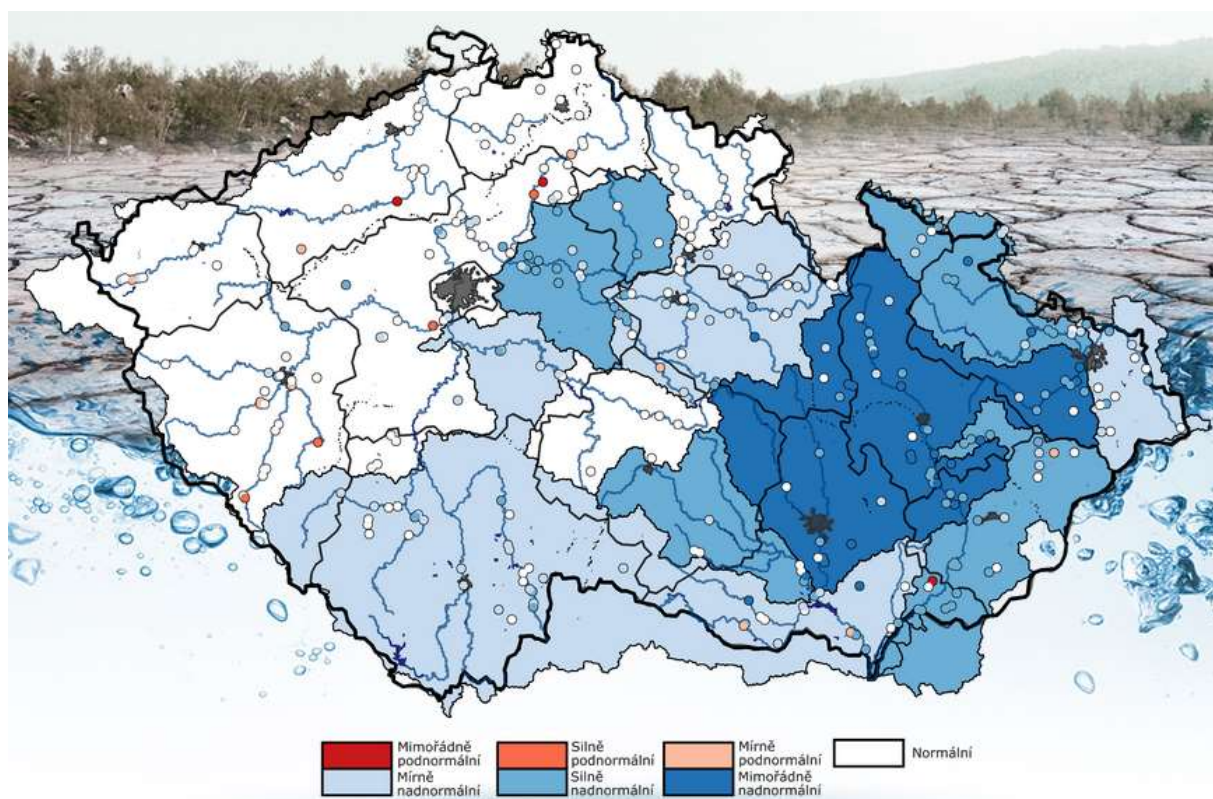 Mimořádně
podnormální
Silně
podnormální
Mírně
podnormální
Normální
Mírně
nadnormální
Silně
nadnormální
Mimořádně
nadnormální